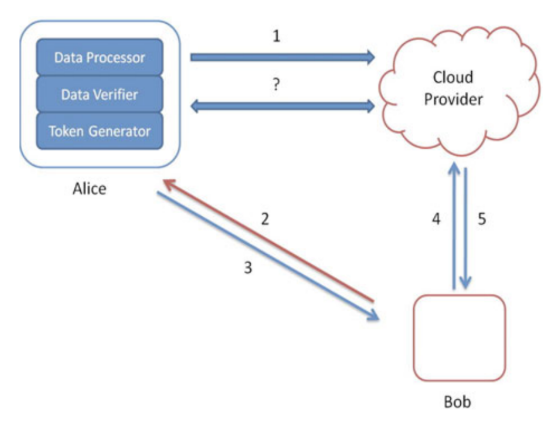 1
Data Processor
Data Verifier
Token Generator
?
Cloud
Provider
Alice
2
3
4
5
Bob